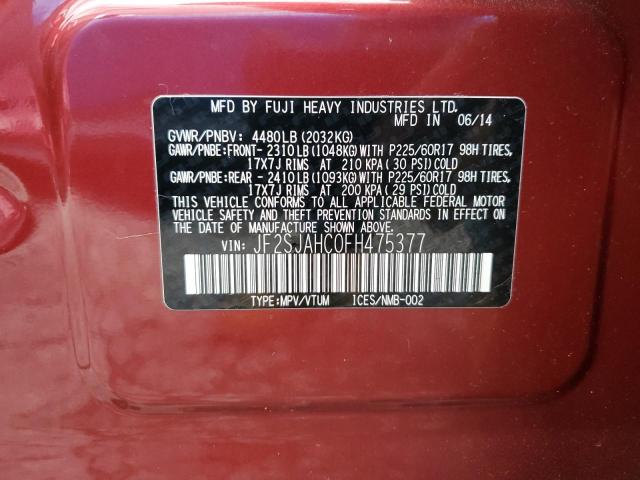 MFD BY FUJI HEAVY INDUSTRIES LTD.
MFD IN 06/14
GVWR/PNBV: 4480LB(2032KG)
GAWR/PNBE:FRONT- 2310LB(1048KG)WITH P225/60R17 98H TIRES,
17X7J RIMS AT 210 KPA(30 PSI)COLD
GAWR/PNBE:REAR - 2410LB(1093KG)WITH P225/60R17 98H TIRES,
17X7J RIMS AT 200 KPA(29 PSI)COLD
THIS VEHICLE CONFORMS TO ALL APPLICABLE FEDERAL MOTOR
VEHICLE SAFETY AND THEFT PREVENTION STANDARDS IN EFFECT
ON THE DATE OF MANUFACTURE SHOWN ABOVE.
VIN: JF2SJAHC0FH475377
TYPE:MPV/VTUM ICES/NMB-002